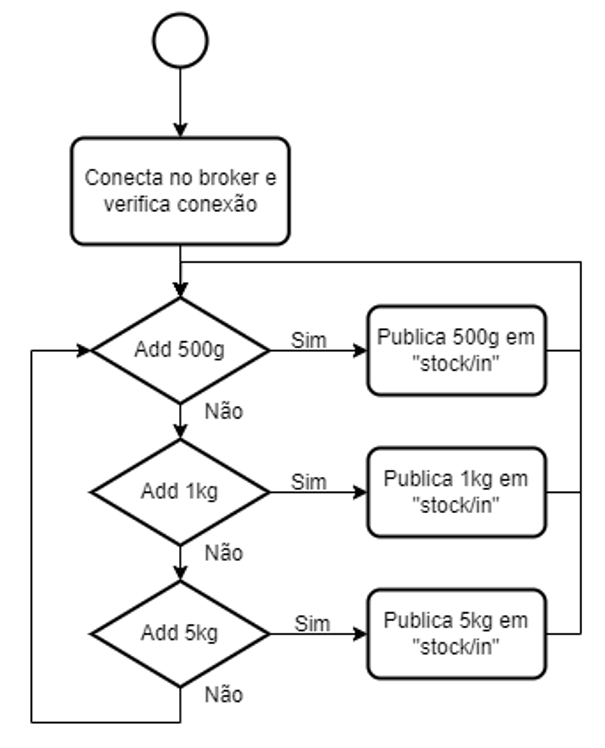 Conecta no broker e
verifica conexão
Add 500g
Sim
Publica 500g em
"stock/in"
Não
Add 1kg
Sim
Publica 1kg em
"stock/in"
Não
Add 5kg
Sim
Publica 5kg em
"stock/in"
Não